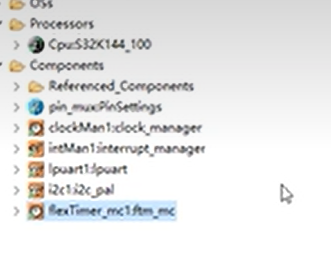 OSs
Processors
Cpu:S32K144_100
Components
Referenced_Components
pin_mux:PinSettings
clockMan1:clock_manager
intMan1:interrupt_manager
lpuart1:lpuart
i2c1:i2c_pal
flexTimer_mc1:ftm_mc